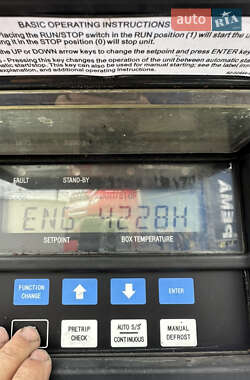 auto RIA
BASIC OPERATING INSTRUCTIONS
Placing the RUN/STOP switch in the RUN position (1) will start the u
ing it in the STOP position (0) will stop unit.
the UP or DOWN arrow keys to change the setpoint and press ENTER key
- Pressing this key changes the operation of the unit between automatic sta
tic start/stop. This key can also be used for manual starting; see the label
explanation, and additional operating instructions.
FAULT STAND-BY
ENG 4228H
SETPOINT BOX TEMPERATURE
FUNCTION CHANGE
ENTER
PRETRIP CHECK
AUTO S/S CONTINUOUS
MANUAL DEFROST